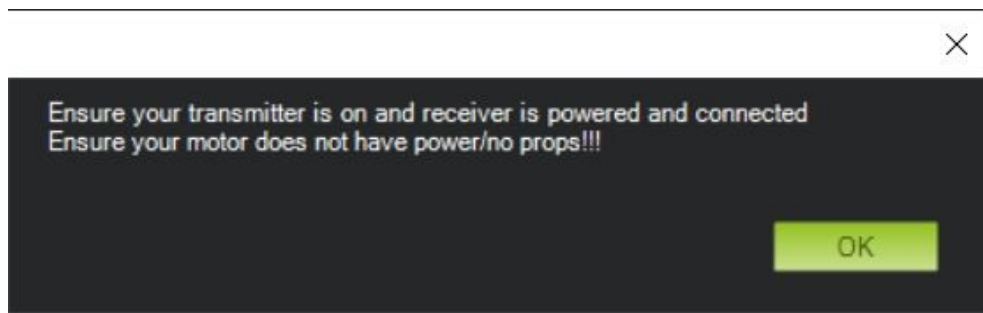 Ensure your transmitter is on and receiver is powered and connected
Ensure your motor does not have power/no props!!!
OK